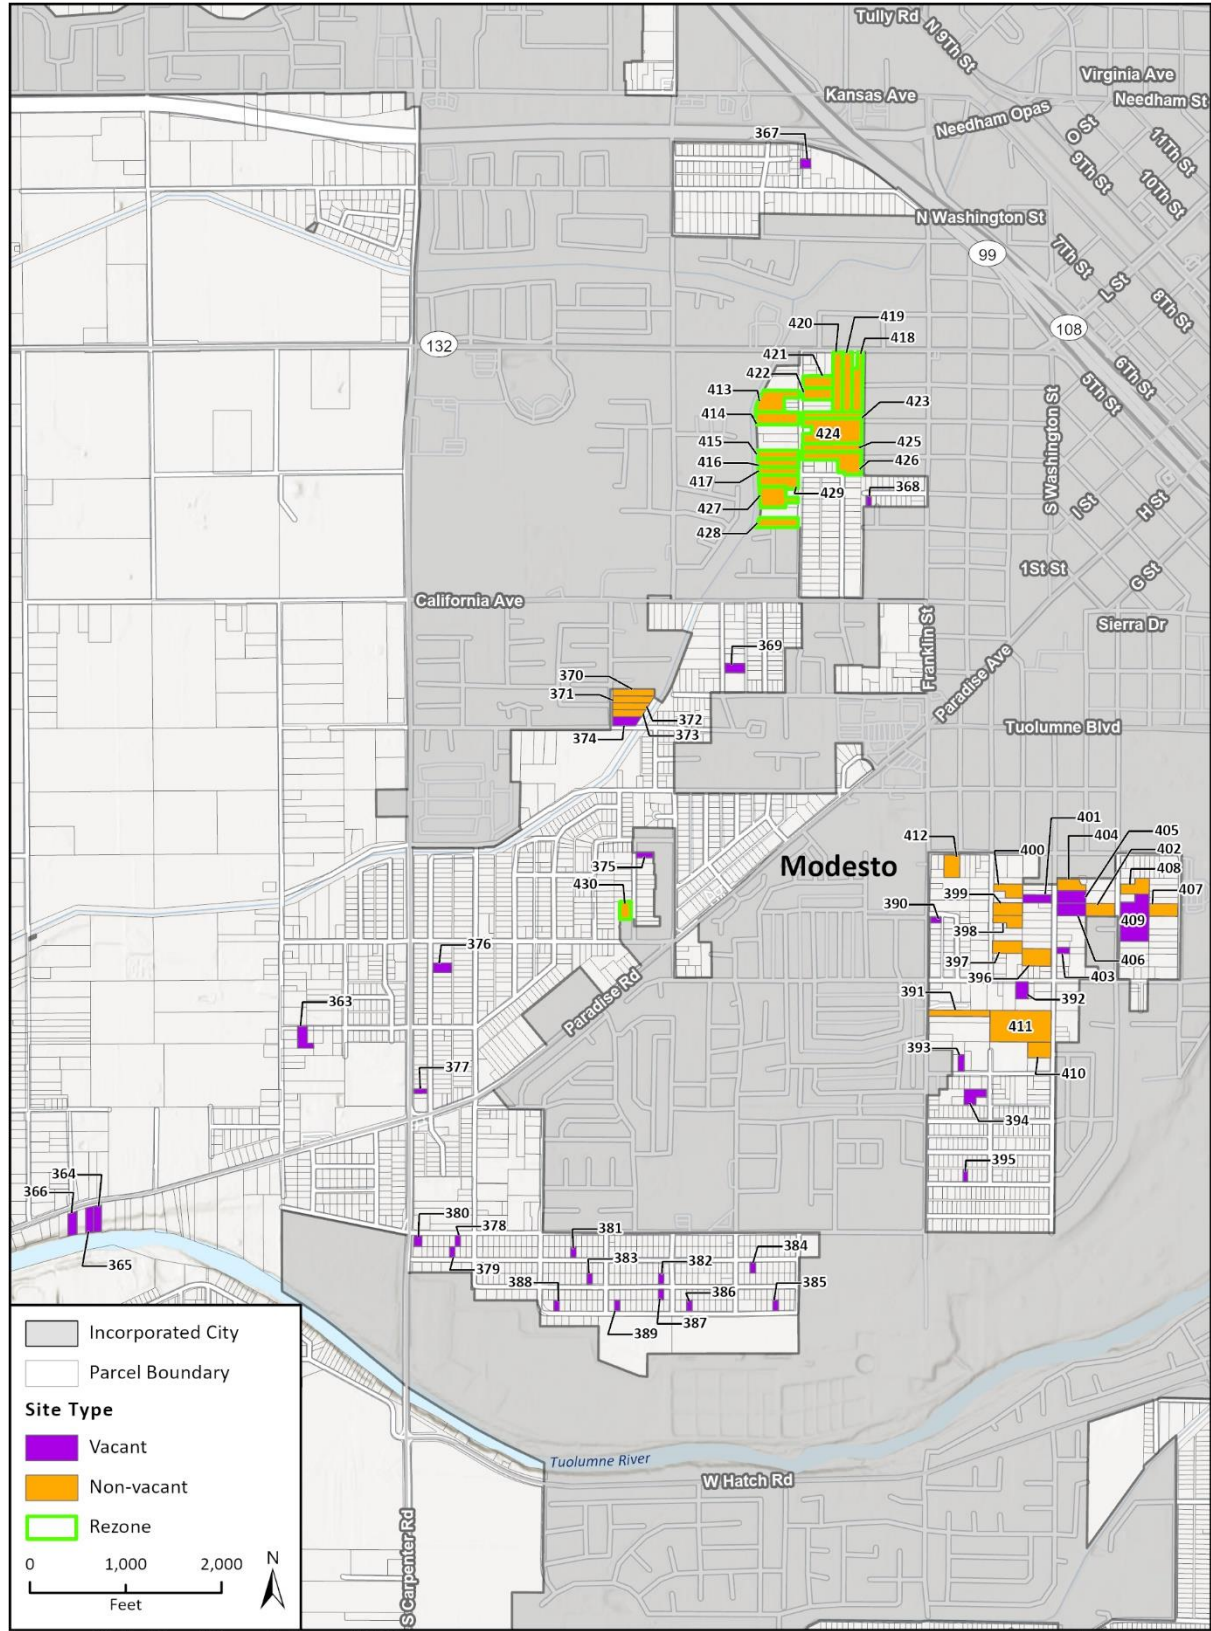 Tully Rd
N 9Th St
Virginia Ave
Needham St
Kansas Ave
Needham Opas
O St
11Th St
9Th St
10Th St
367
N Washington St
99
7Th St
L St
8Th St
108
6Th St
5Th St
132
420
419
418
421
422
413
423
414
424
425
415
416
426
417
368
429
427
428
S Washington St
I St
H St
1St St
G St
California Ave
Sierra Dr
Franklin St
Paradise Ave
369
370
371
372
373
374
Tuolumne Blvd
401
404
405
412
400
402
408
375
Modesto
399
407
430
390
409
398
376
397
406
396
403
363
Paradise Rd
391
392
411
393
377
410
394
395
364
366
365
380
378
381
384
379
383
382
388
386
385
387
389
Incorporated City
Parcel Boundary
Site Type
Vacant
Non-vacant
Rezone
0 1,000 2,000
Feet
N
S Carpenter Rd
Tuolumne River
W Hatch Rd